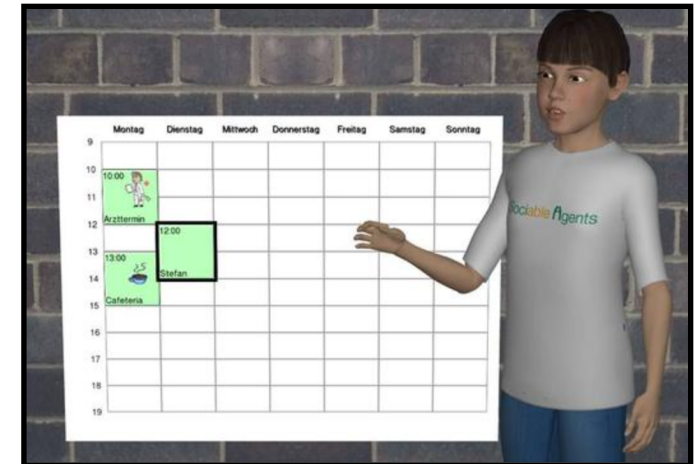 Montag Dienstag Mittwoch Donnerstag Freitag Samstag Sonntag
9
10
10:00
11
Arzttermin
12
12:00
13
13:00
Stefan
14
Cafeteria
15
16
17
18
19
Sociable Agents